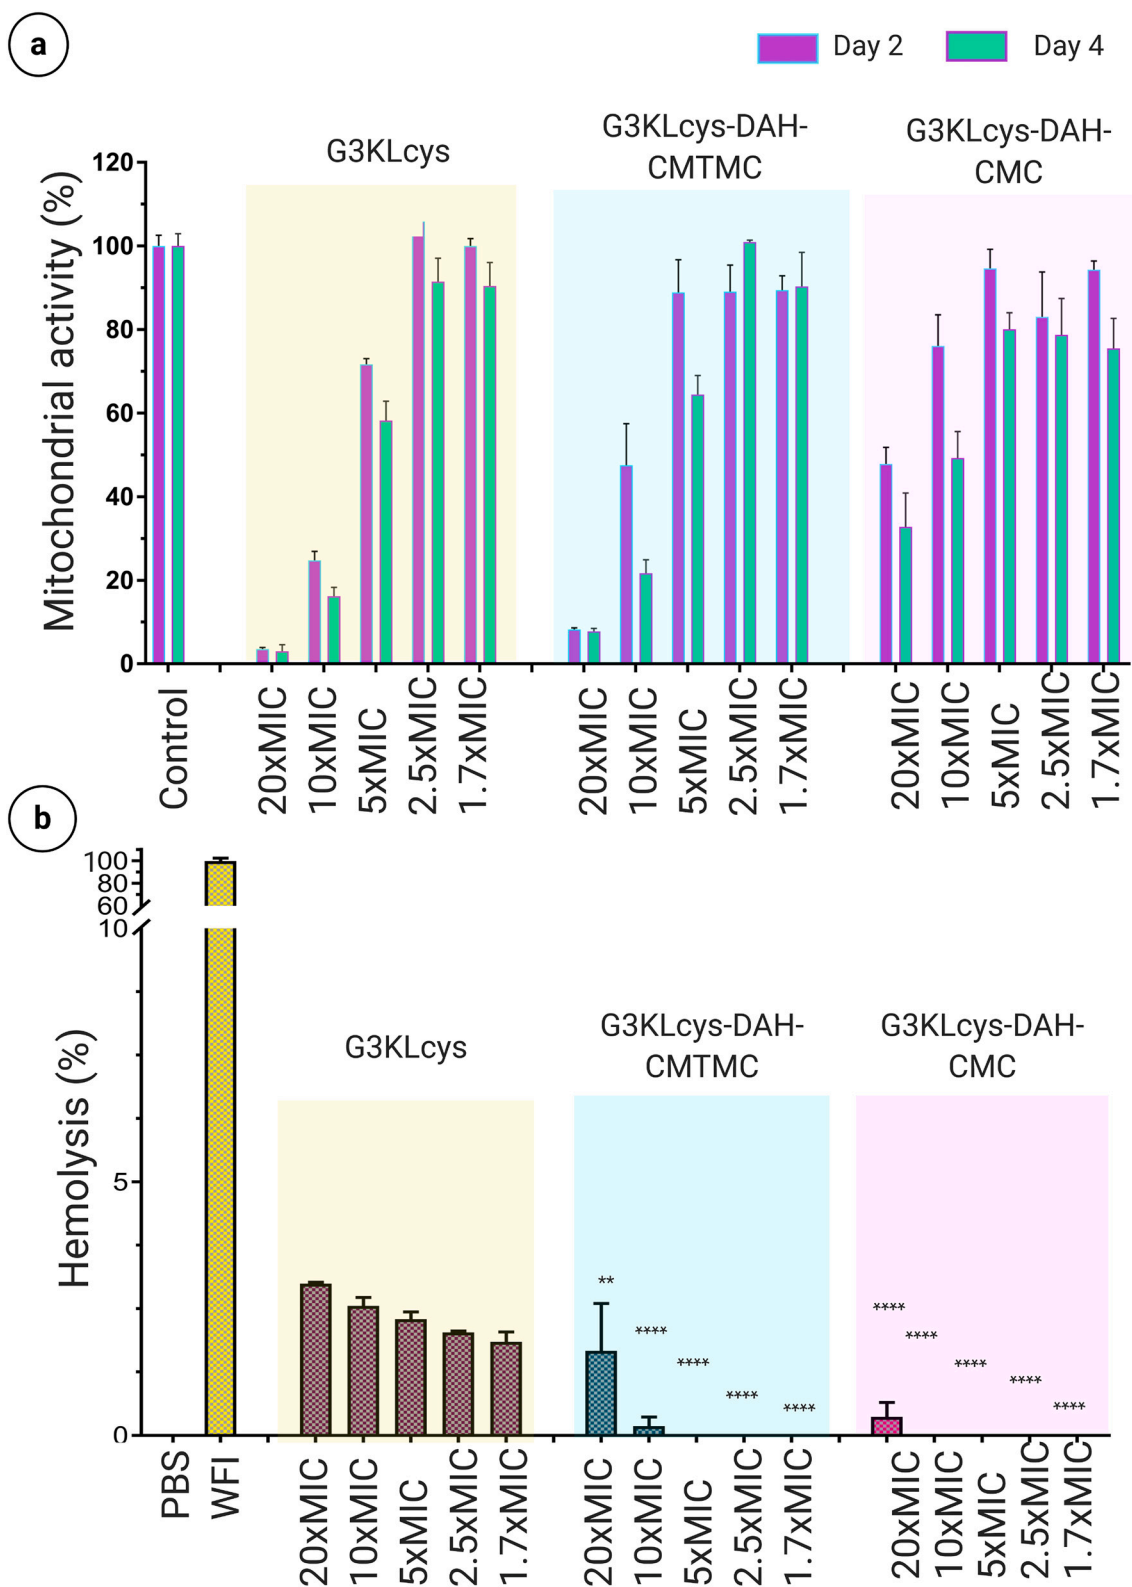 a
Day 2
Day 4
G3KLcys
G3KLcys-DAH-
CMTMC
G3KLcys-DAH-
CMC
Mitochondrial activity (%)
120
100
80
60
40
20
0
Control
20xMIC
10xMIC
5xMIC
2.5xMIC
1.7xMIC
20xMIC
10xMIC
5xMIC
2.5xMIC
1.7xMIC
20xMIC
10xMIC
5xMIC
2.5xMIC
1.7xMIC
b
Hemolysis (%)
100
80
60
10
5
0
G3KLcys
G3KLcys-DAH-
CMTMC
G3KLcys-DAH-
CMC
**
****
****
****
****
****
****
****
****
****
PBS
WFI
20xMIC
10xMIC
5xMIC
2.5xMIC
1.7xMIC
20xMIC
10xMIC
5xMIC
2.5xMIC
1.7xMIC
20xMIC
10xMIC
5xMIC
2.5xMIC
1.7xMIC